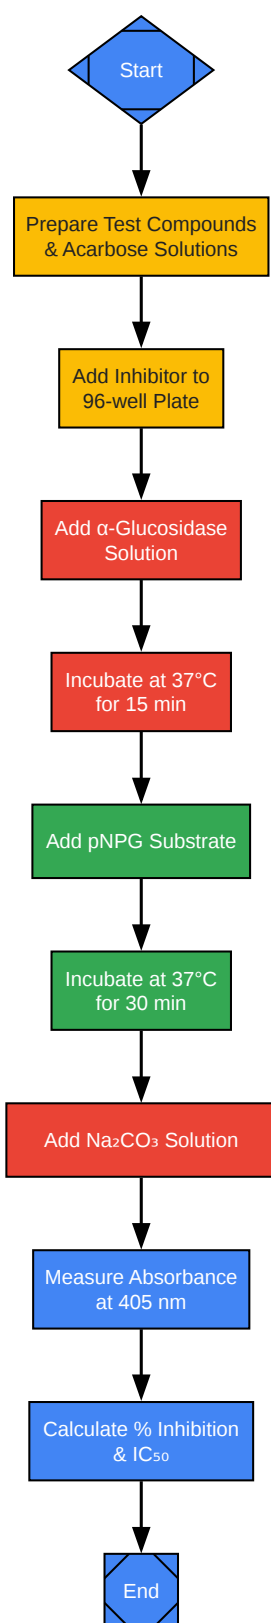 Start
Prepare Test Compounds
& Acarbose Solutions
Add Inhibitor to
96-well Plate
Add α-Glucosidase
Solution
Incubate at 37°C
for 15 min
Add pNPG Substrate
Incubate at 37°C
for 30 min
Add Na₂CO₃ Solution
Measure Absorbance
at 405 nm
Calculate % Inhibition
& IC₅₀
End